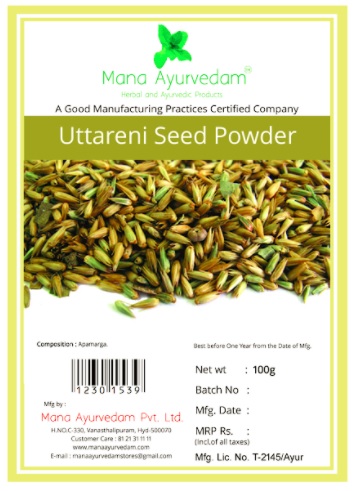 Mana Ayurvedam™
Herbal and Ayurvedic Products
A Good Manufacturing Practices Certified Company
Uttareni Seed Powder
Composition : Apamarga.
Best before One Year from the Date of Mfg.
12301539
Net wt : 100g
Batch No :
Mfg. Date :
MRP Rs. :
(Incl.of all taxes)
Mfg. Lic. No. T-2145/Ayur
Mfg by :
Mana Ayurvedam Pvt. Ltd.
H.NO.C-330, Vanasthalipuram, Hyd-500070
Customer Care : 81 21 31 11 11
www.manaayurvedam.com
E-mail : manaayurvedamstores@gmail.com